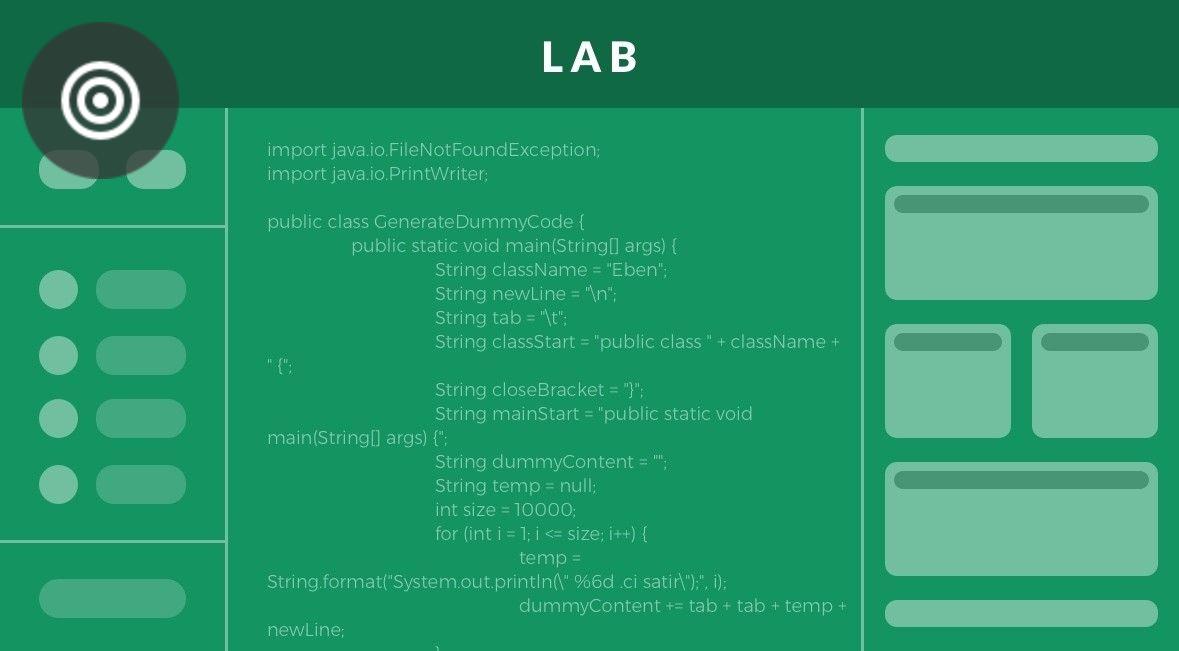 LAB
import java.io.FileNotFoundException;
import java.io.PrintWriter;
public class GenerateDummyCode {
public static void main(String[] args) {
String className = "Eben";
String newLine = "\n";
String tab = "\t";
String classStart = "public class " + className +
" {";
String closeBracket = "}";
String mainStart = "public static void
main(String[] args) {";
String dummyContent = "";
String temp = null;
int size = 10000;
for (int i = 1; i <= size; i++) {
temp =
String.format("System.out.println(\" %6d .ci satir\");", i);
dummyContent += tab + tab + temp +
newLine;
}